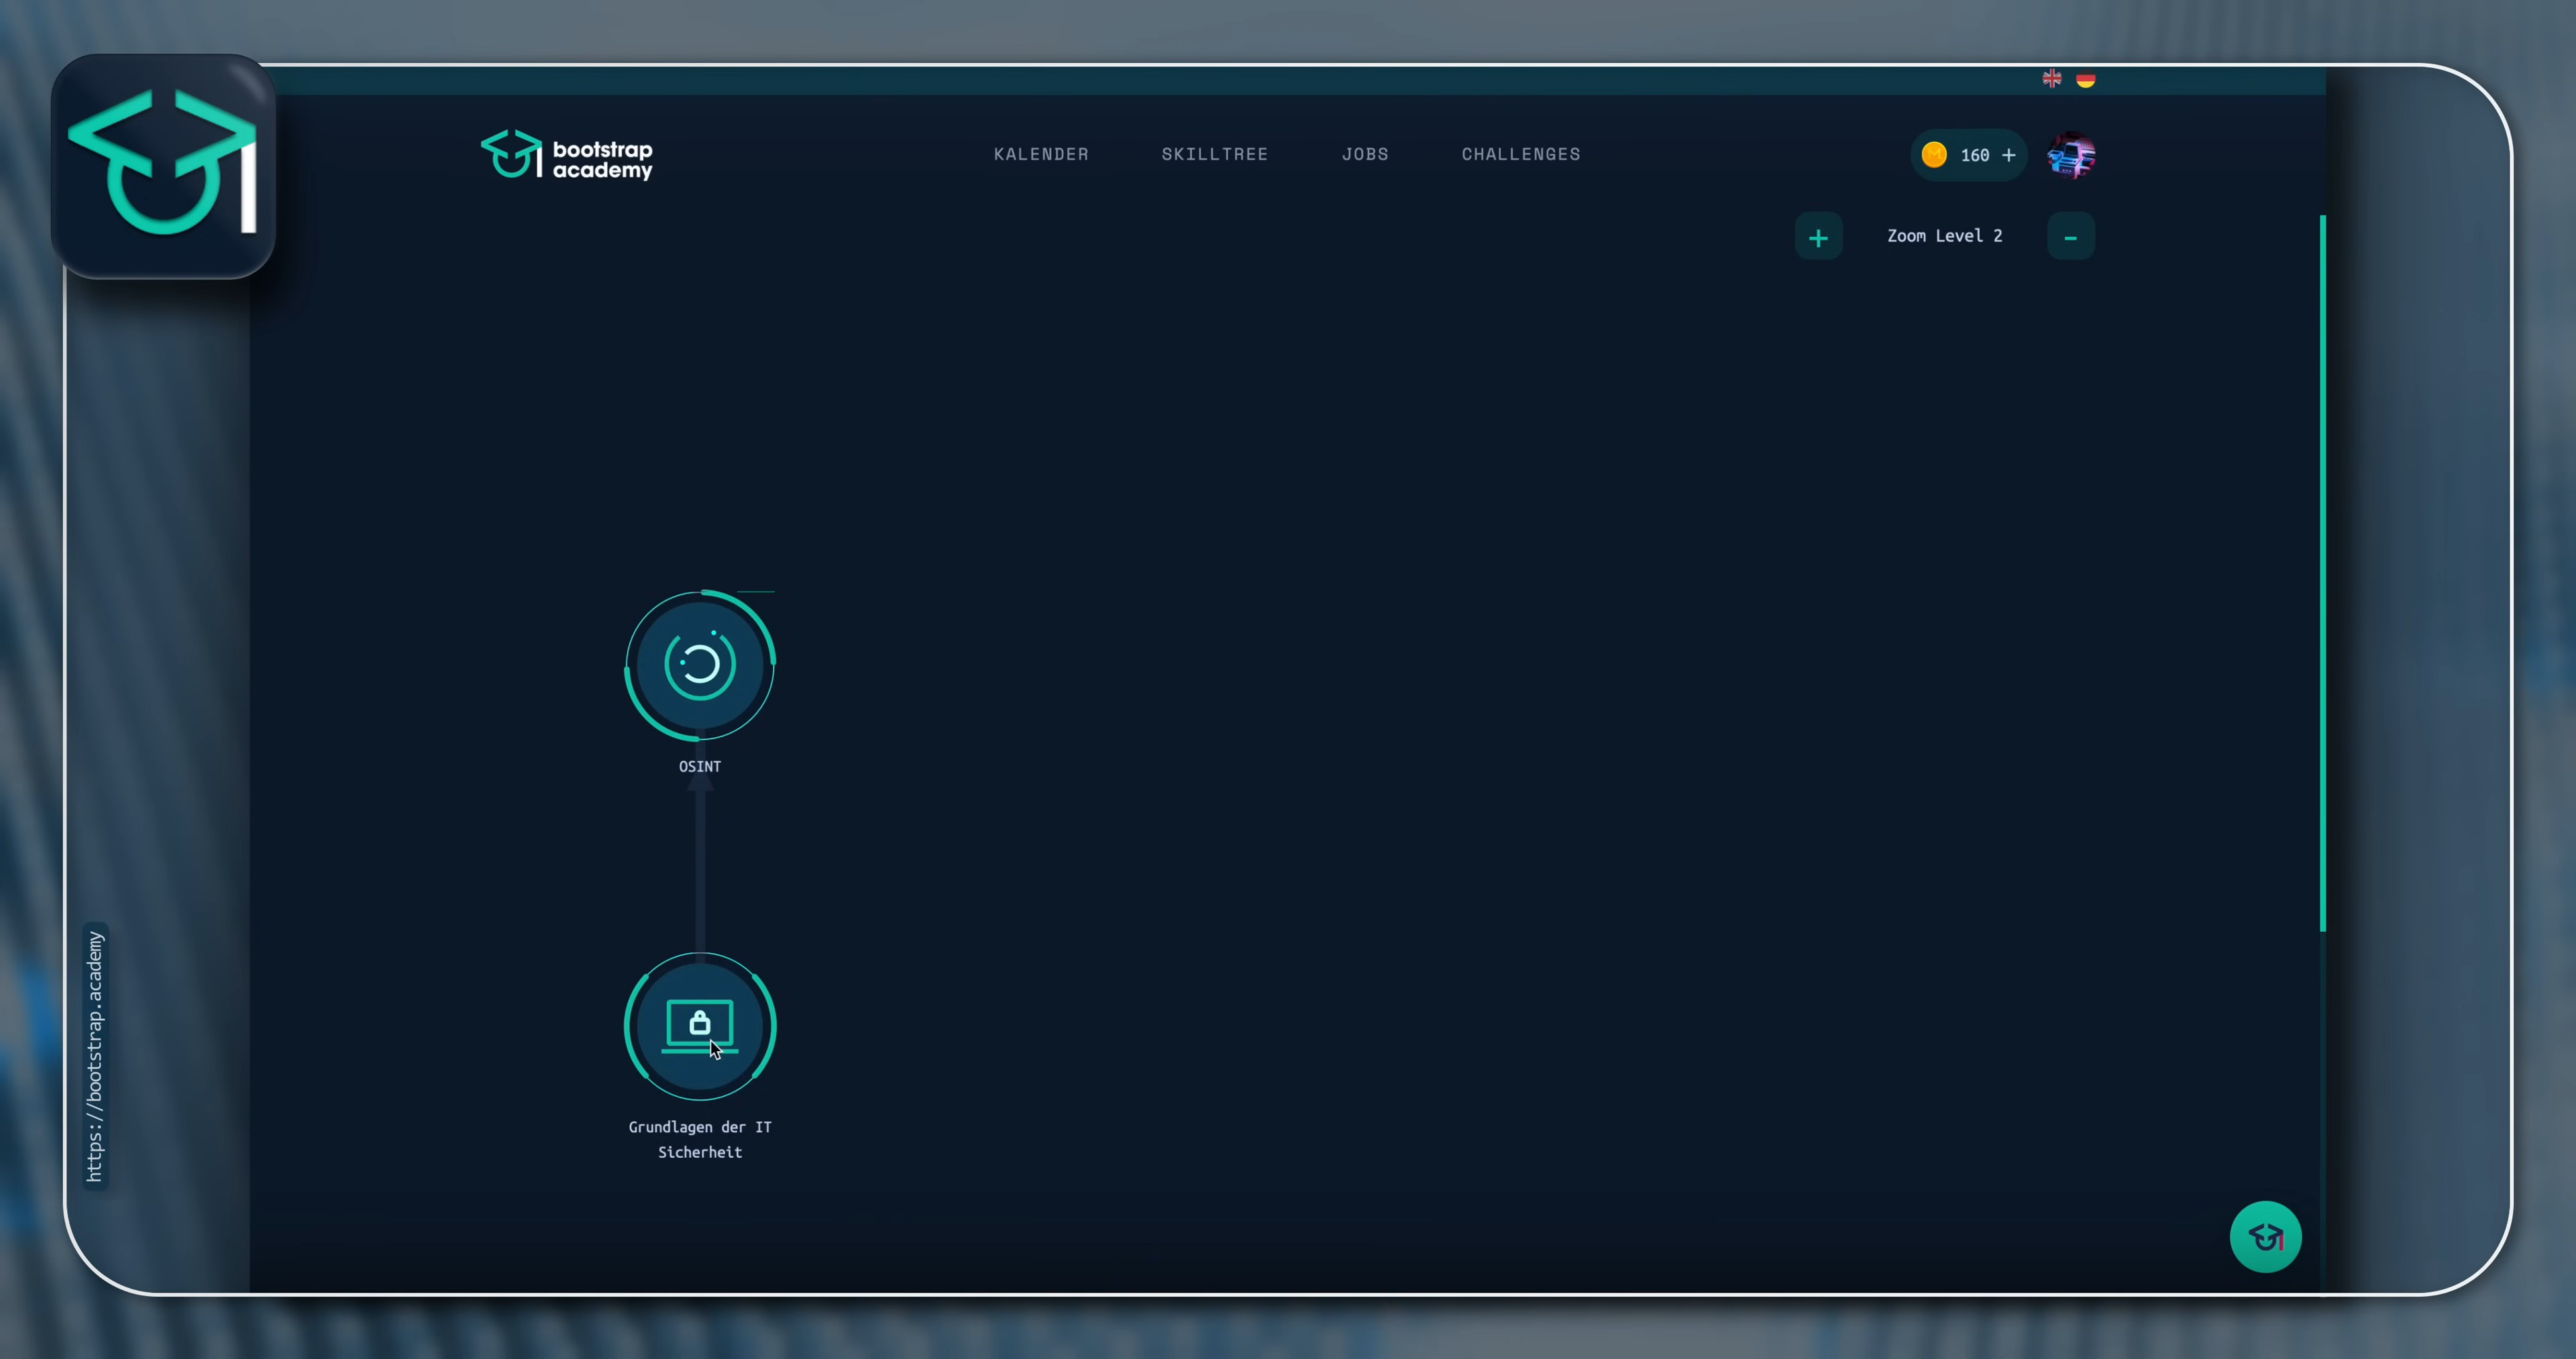 bootstrap
academy
KALENDER
SKILLTREE
JOBS
CHALLENGES
160 +
+ Zoom Level 2 -
OSINT
Grundlagen der IT
Sicherheit
https://bootstrap.academy